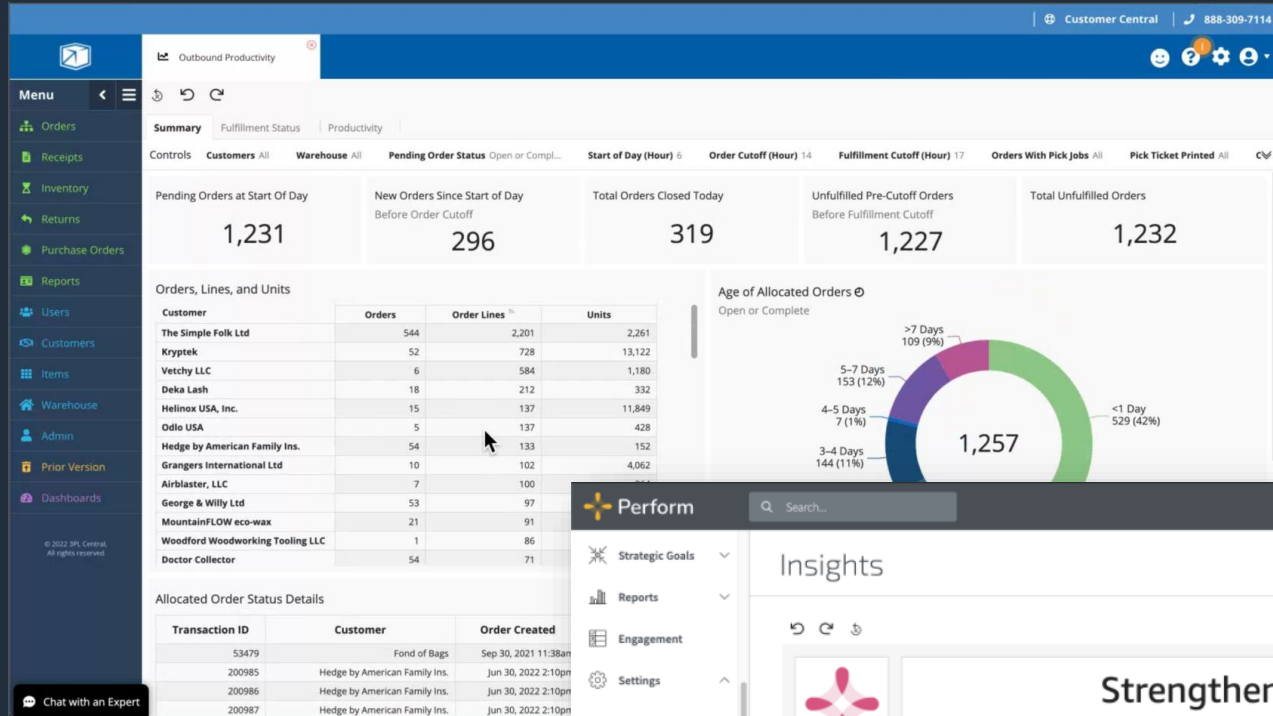 Customer Central 888-309-7114
Outbound Productivity
Menu
Orders
Receipts
Inventory
Returns
Purchase Orders
Reports
Users
Customers
Items
Warehouse
Admin
Prior Version
Dashboards
© 2022 3PL Central.
All rights reserved
Chat with an Expert
Summary Fulfillment Status Productivity
Controls Customers All Warehouse All Pending Order Status Open or Compl... Start of Day (Hour) 6 Order Cutoff (Hour) 14 Fulfillment Cutoff (Hour) 17 Orders With Pick Jobs All Pick Ticket Printed All
Pending Orders at Start Of Day
1,231
New Orders Since Start of Day
Before Order Cutoff
296
Total Orders Closed Today
319
Unfulfilled Pre-Cutoff Orders
Before Fulfillment Cutoff
1,227
Total Unfulfilled Orders
1,232
Orders, Lines, and Units
Customer Orders Order Lines Units
The Simple Folk Ltd 544 2,201 2,261
Kryptek 52 728 13,122
Vetchy LLC 6 584 1,180
Deka Lash 18 212 332
Helinox USA, Inc. 15 137 11,849
Odlo USA 5 137 428
Hedge by American Family Ins. 54 133 152
Grangers International Ltd 10 102 4,062
Airblaster, LLC 7 100
George & Willy Ltd 53 97
MountainFLOW eco-wax 21 91
Woodford Woodworking Tooling LLC 1 86
Doctor Collector 54 71
Age of Allocated Orders
Open or Complete
>7 Days
109 (9%)
5–7 Days
153 (12%)
4–5 Days
7 (1%)
3–4 Days
144 (11%)
<1 Day
529 (42%)
1,257
Allocated Order Status Details
Transaction ID Customer Order Created
53479 Fond of Bags Sep 30, 2021 11:38am
200985 Hedge by American Family Ins. Jun 30, 2022 2:10pm
200986 Hedge by American Family Ins. Jun 30, 2022 2:10pm
200987 Hedge by American Family Ins. Jun 30, 2022 2:10pm
Perform
Search...
Strategic Goals
Reports
Engagement
Settings
Insights
Strengthen